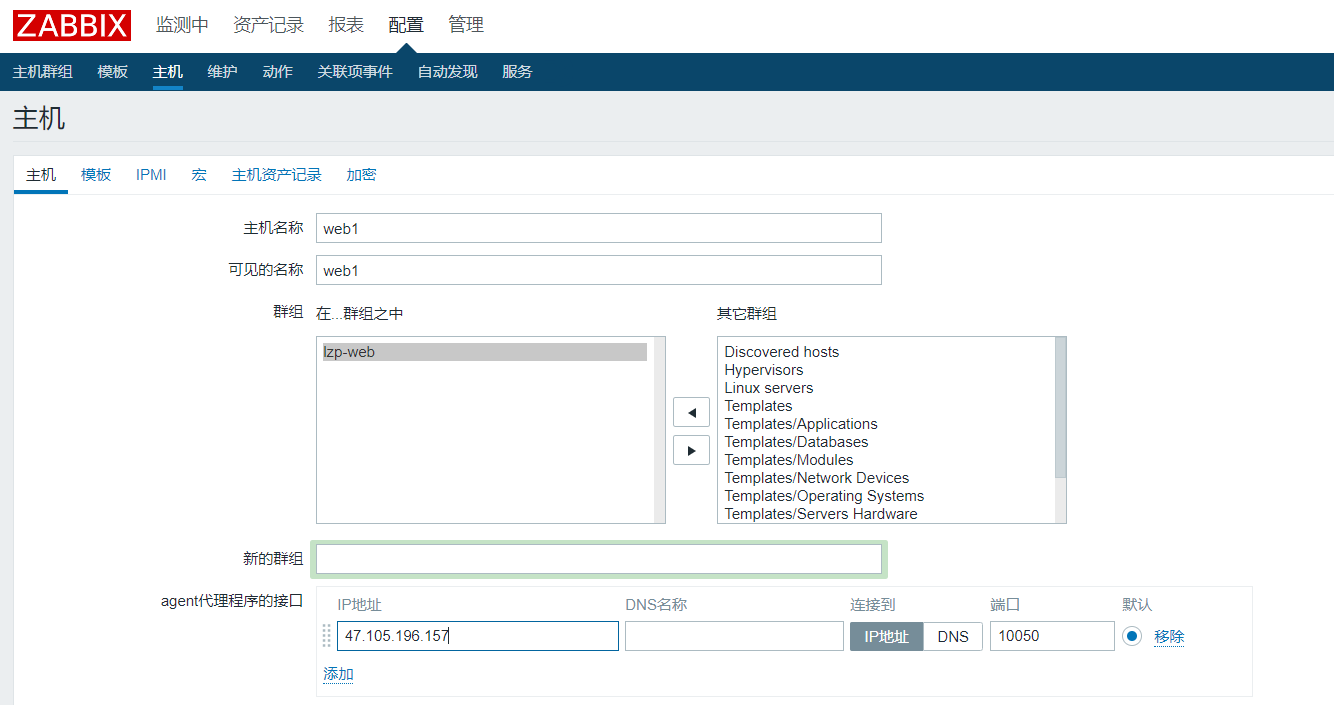 ZABBIX 监测中 资产记录 报表 配置 管理
主机群组 模板 主机 维护 动作 关联项事件 自动发现 服务
主机
主机 模板 IPMI 宏 主机资产记录 加密
主机名称 web1
可见的名称 web1
群组 在...群组之中 其它群组
lzp-web Discovered hosts
Hypervisors
Linux servers
Templates
Templates/Applications
Templates/Databases
Templates/Modules
Templates/Network Devices
Templates/Operating Systems
Templates/Servers Hardware
新的群组
agent代理程序的接口 IP地址 DNS名称 连接到 端口 默认
47.105.196.157 IP地址 DNS 10050 移除
添加